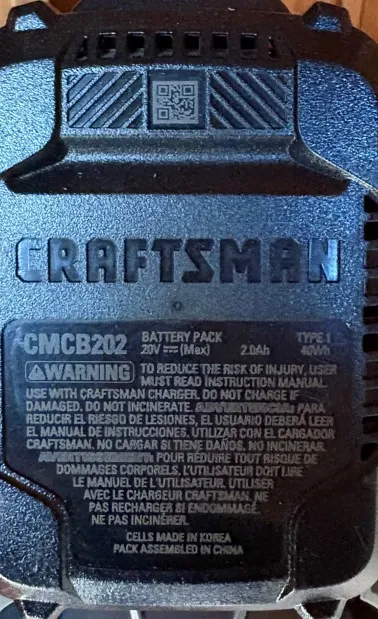 CRAFTSMAN
CMCB202 BATTERY PACK TYPE 1
20V ⎓ (Max) 2.0Ah 40Wh
⚠WARNING TO REDUCE THE RISK OF INJURY, USER
MUST READ INSTRUCTION MANUAL.
USE WITH CRAFTSMAN CHARGER. DO NOT CHARGE IF
DAMAGED. DO NOT INCINERATE. ADVERTENCIA: PARA
REDUCIR EL RIESGO DE LESIONES, EL USUARIO DEBERÁ LEER
EL MANUAL DE INSTRUCCIONES. UTILIZAR CON EL CARGADOR
CRAFTSMAN. NO CARGAR SI TIENE DAÑOS. NO INCINERAR.
AVERTISSEMENT: POUR RÉDUIRE TOUT RISQUE DE
DOMMAGES CORPORELS, L'UTILISATEUR DOIT LIRE
LE MANUEL DE L'UTILISATEUR. UTILISER
AVEC LE CHARGEUR CRAFTSMAN. NE
PAS RECHARGER SI ENDOMMAGÉ.
NE PAS INCINÉRER.
CELLS MADE IN KOREA
PACK ASSEMBLED IN CHINA